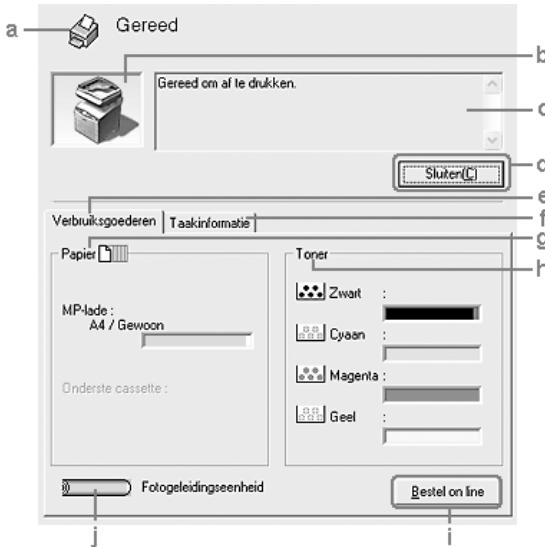 a
Gereed
b
Gereed om af te drukken.
c
d
Sluiten(C)
e
Verbruiksgoederen
Taakinformatie
f
g
Papier
Toner
h
Zwart :
MP-lade :
A4 / Gewoon
Cyaan :
Onderste cassette :
Magenta :
Geel :
Fotogeleidingseenheid
Bestel on line
j
i